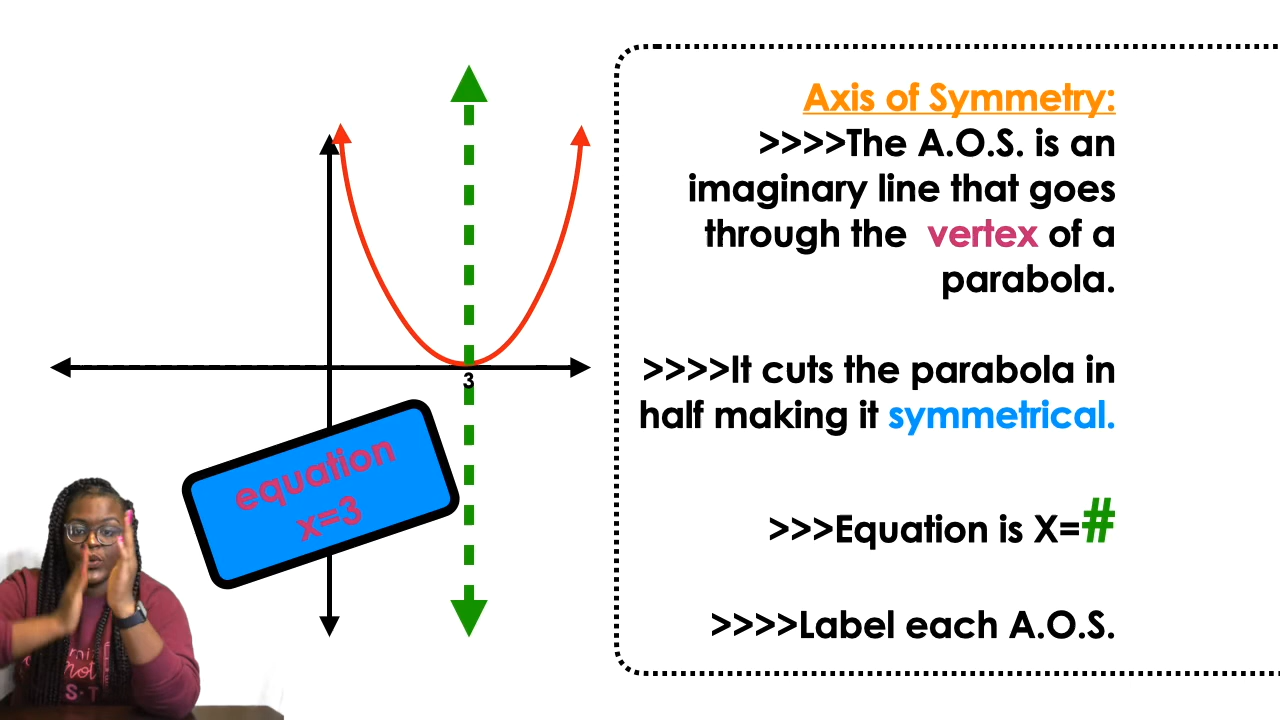 Axis of Symmetry:
>>>>The A.O.S. is an
imaginary line that goes
through the vertex of a
parabola.
>>>>It cuts the parabola in
half making it symmetrical.
>>>Equation is X=#
>>>>Label each A.O.S.
3
equation
x=3